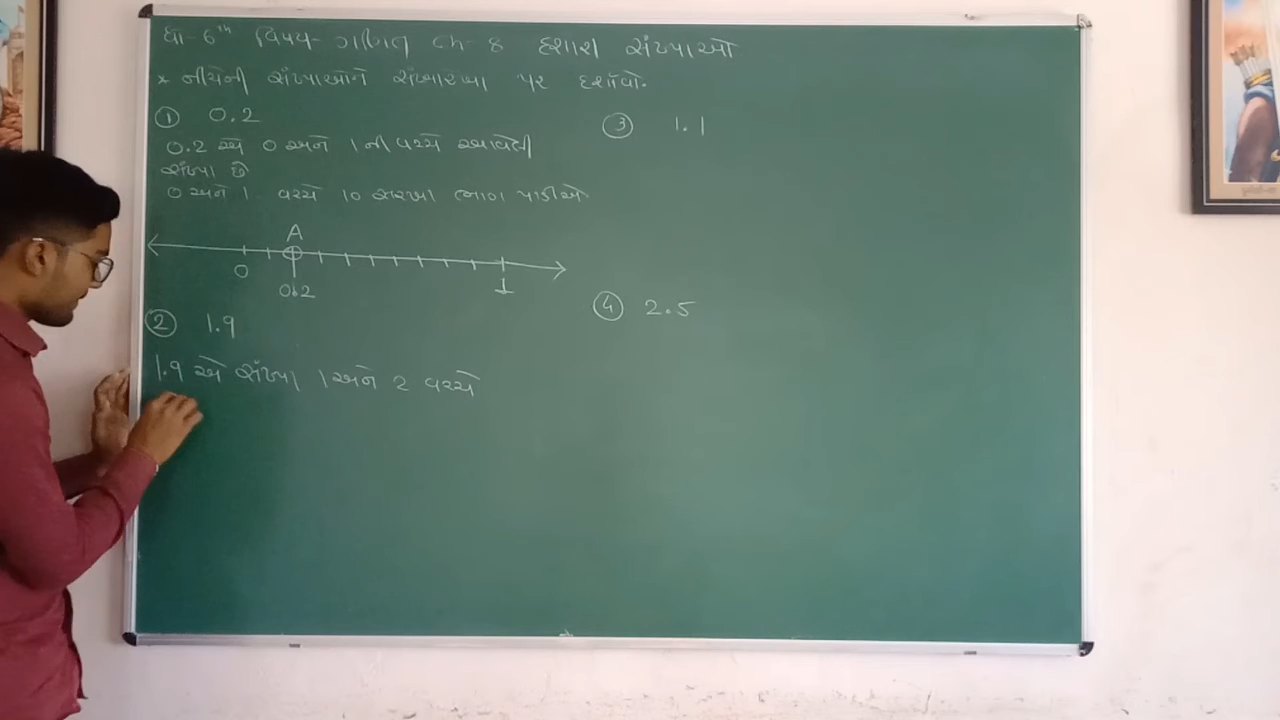 ધો-6th વિષય-ગણિત Ch-8 દશાંશ સંખ્યાઓ
* નીચેની સંખ્યાઓને સંખ્યારેખા પર દર્શાવો.
① 0.2
0.2 એ 0 અને 1 ની વચ્ચે આવેલી
સંખ્યા છે
0 અને 1 વચ્ચે 10 સરખા ભાગ પાડીએ
A
0 0.2 1
② 1.9
1.9 એ સંખ્યા 1 અને 2 વચ્ચે
③ 1.1
④ 2.5